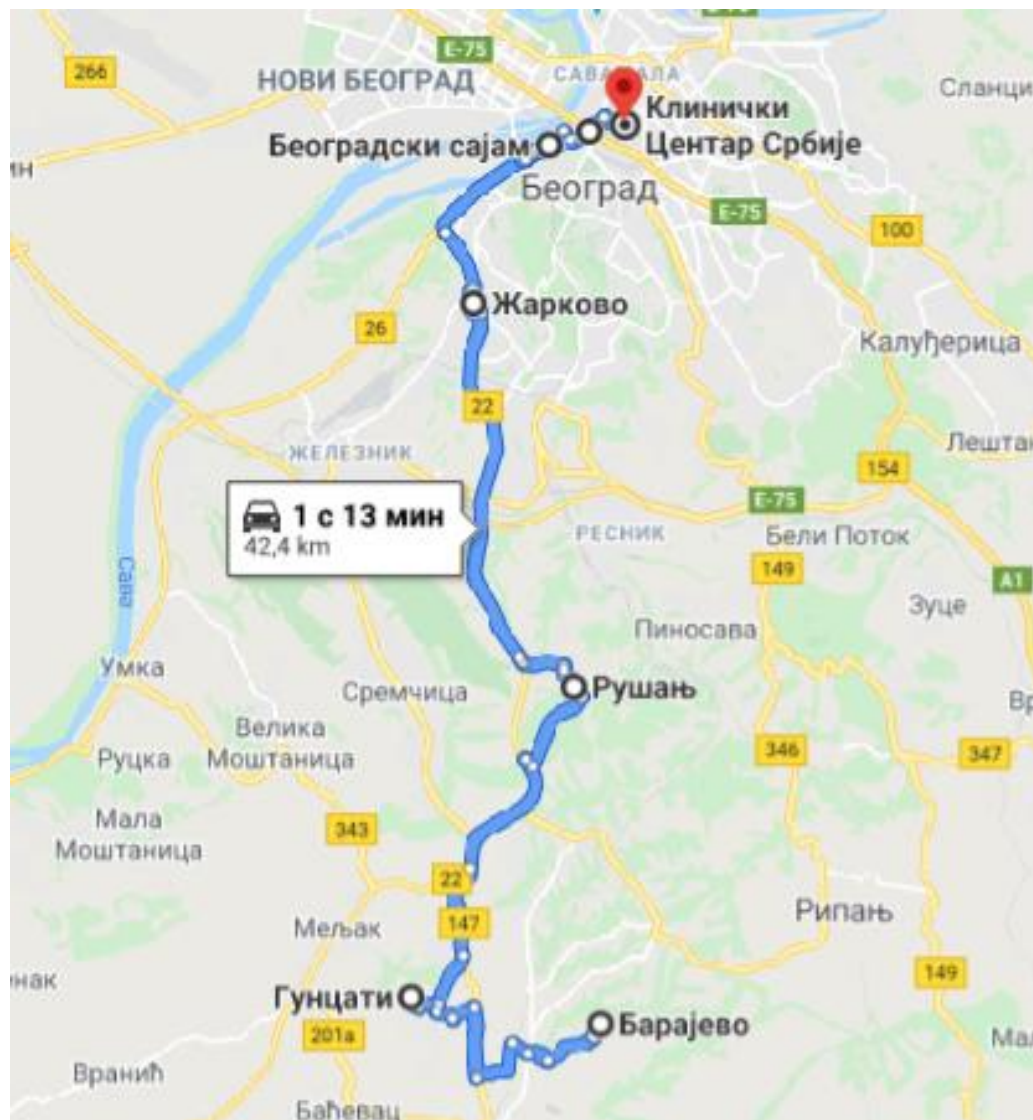 E-75
266
НОВИ БЕОГРАД
Сланци
Клинички
Центар Србије
Београдски сајам
Београд
E-75
100
Жарково
26
Калуђерица
22
ЖЕЛЕЗНИК
154
1 с 13 мин
42,4 km
E-75
РЕСНИК
Бели Поток
149
A1
Сава
Зуце
Пиносава
Умка
Сремчица
Рушањ
Велика
Моштаница
Руцка
346
347
Мала
Моштаница
343
22
Рипањ
147
Мељак
149
Гунцати
Барајево
201a
Вранић
Баћевац